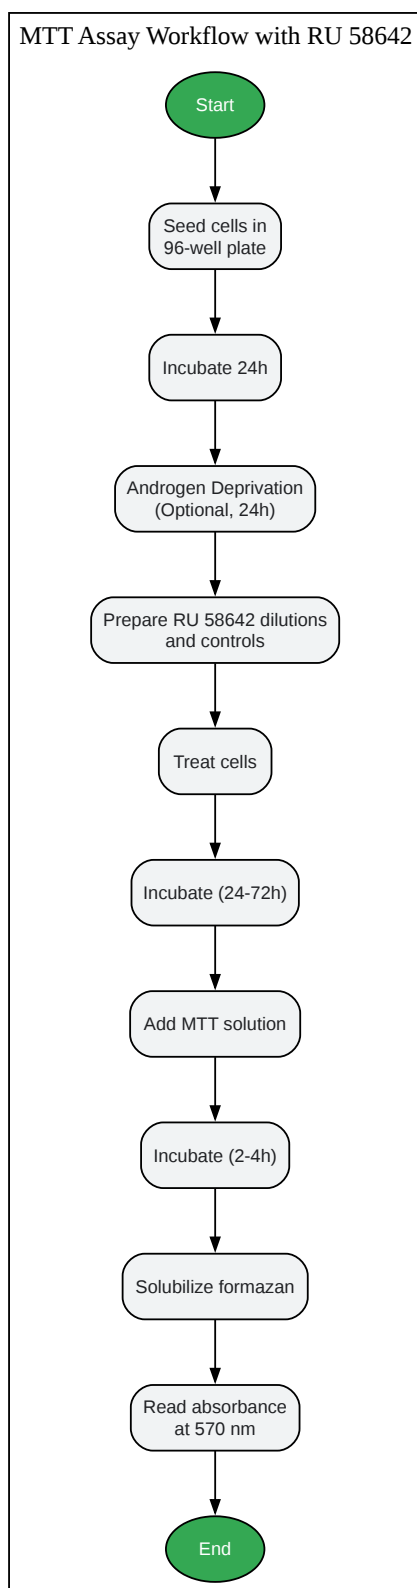 MTT Assay Workflow with RU 58642
Start
Seed cells in
96-well plate
Incubate 24h
Androgen Deprivation
(Optional, 24h)
Prepare RU 58642 dilutions
and controls
Treat cells
Incubate (24-72h)
Add MTT solution
Incubate (2-4h)
Solubilize formazan
Read absorbance
at 570 nm
End